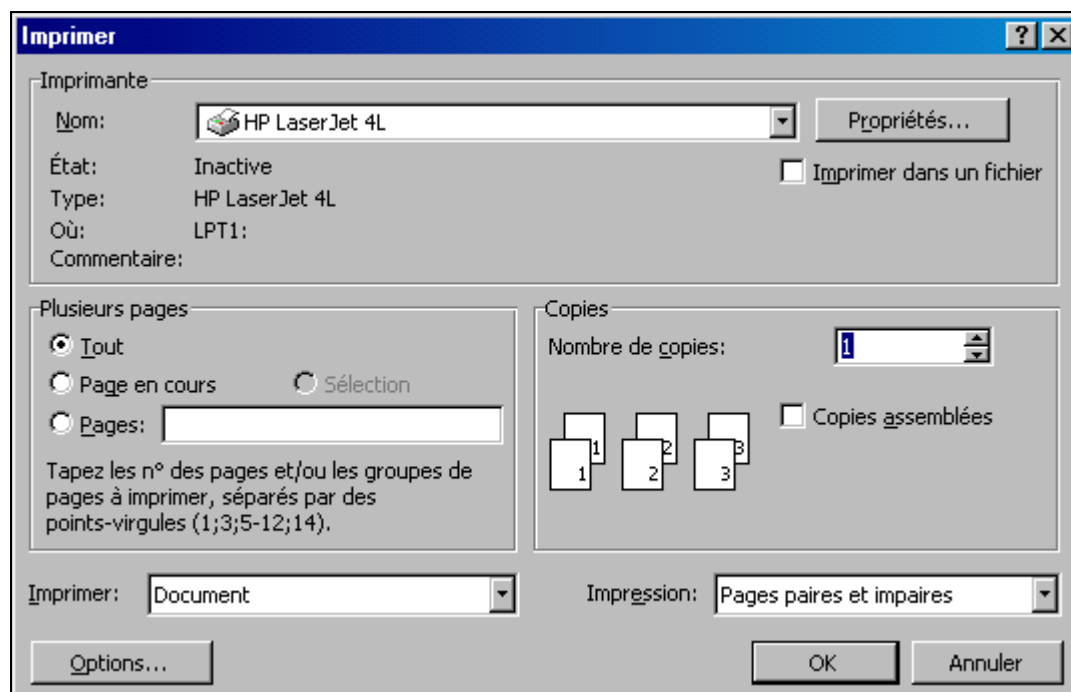 Imprimer
Imprimante
Nom: HP LaserJet 4L Propriétés...
État: Inactive Imprimer dans un fichier
Type: HP LaserJet 4L
Où: LPT1:
Commentaire:
Plusieurs pages
Tout
Page en cours Sélection
Pages:
Tapez les n° des pages et/ou les groupes de
pages à imprimer, séparés par des
points-virgules (1;3;5-12;14).
Copies
Nombre de copies: 1
Copies assemblées
1 2 3
1 2 3
Imprimer: Document Impression: Pages paires et impaires
Options... OK Annuler